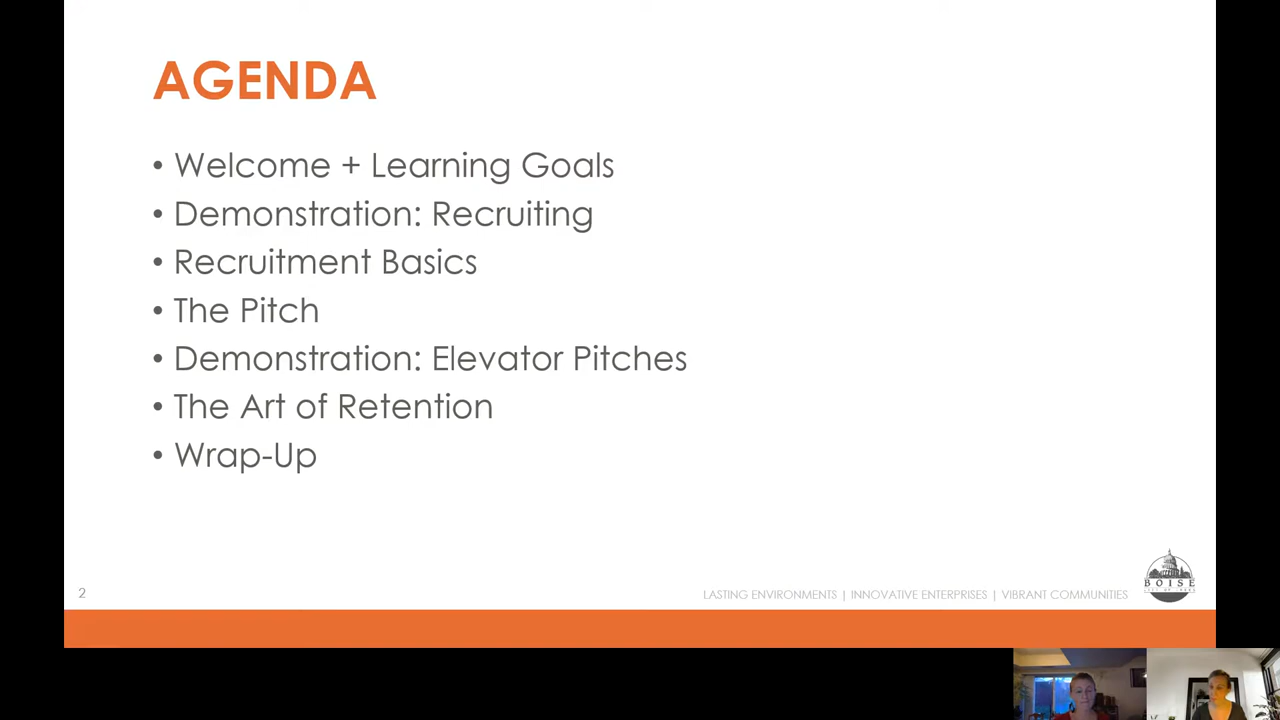 AGENDA
• Welcome + Learning Goals
• Demonstration: Recruiting
• Recruitment Basics
• The Pitch
• Demonstration: Elevator Pitches
• The Art of Retention
• Wrap-Up
2
LASTING ENVIRONMENTS | INNOVATIVE ENTERPRISES | VIBRANT COMMUNITIES
BOISE